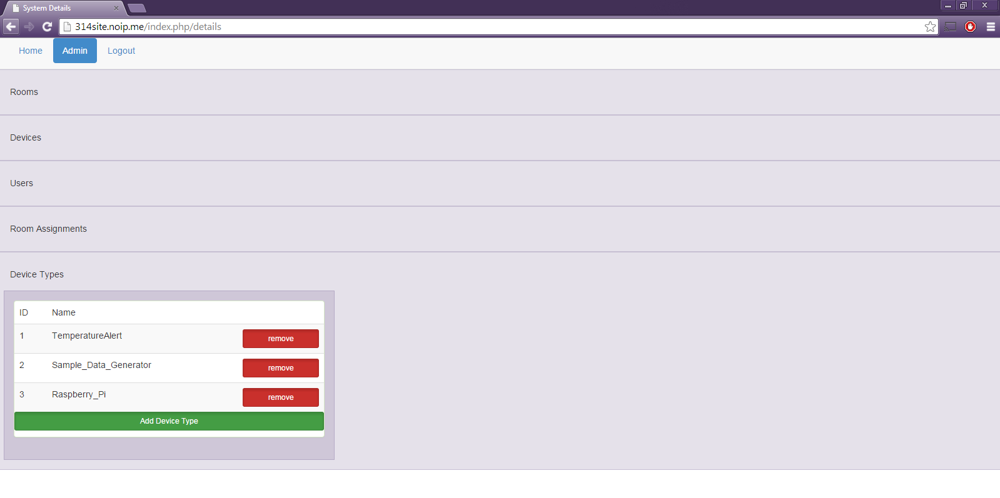 System Details
314site.noip.me/index.php/details
Home Admin Logout
Rooms
Devices
Users
Room Assignments
Device Types
ID Name
1 TemperatureAlert remove
2 Sample_Data_Generator remove
3 Raspberry_Pi remove
Add Device Type